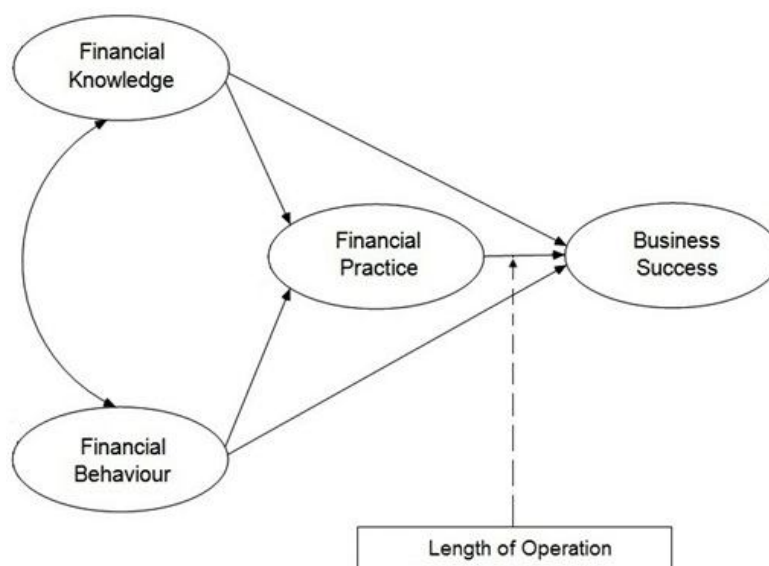 Financial
Knowledge
Financial
Practice
Business
Success
Financial
Behaviour
Length of Operation